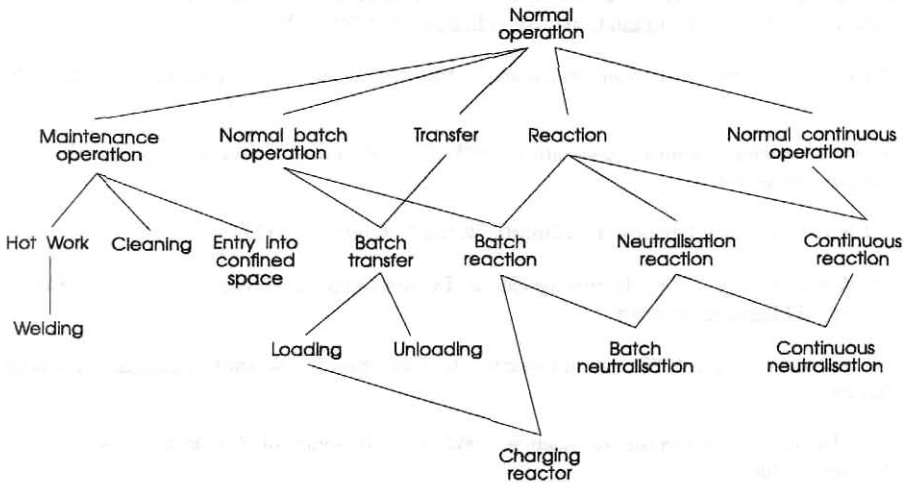 Normal
operation
Maintenance
operation
Normal batch
operation
Transfer
Reaction
Normal continuous
operation
Hot Work
Cleaning
Entry into
confined
space
Batch
transfer
Batch
reaction
Neutralisation
reaction
Continuous
reaction
Welding
Loading
Unloading
Batch
neutralisation
Continuous
neutralisation
Charging
reactor